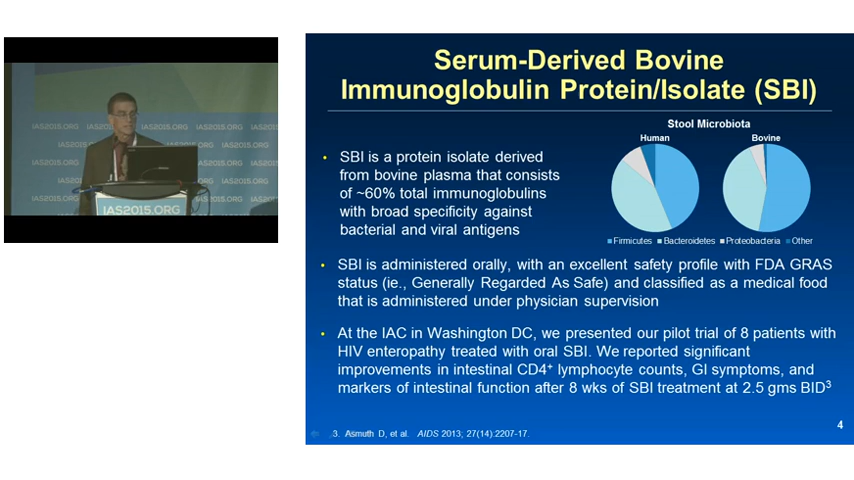 IAS2015.ORG IAS2015.ORG IAS2015.ORG
IAS2015.ORG
IAS2015.ORG
IAS2015.ORG
IAS2015.ORG
IAS2015.ORG
Serum-Derived Bovine
Immunoglobulin Protein/Isolate (SBI)
Stool Microbiota
Human Bovine
Firmicutes Bacteroidetes Proteobacteria Other
• SBI is a protein isolate derived
from bovine plasma that consists
of ~60% total immunoglobulins
with broad specificity against
bacterial and viral antigens
• SBI is administered orally, with an excellent safety profile with FDA GRAS
status (ie., Generally Regarded As Safe) and classified as a medical food
that is administered under physician supervision
• At the IAC in Washington DC, we presented our pilot trial of 8 patients with
HIV enteropathy treated with oral SBI. We reported significant
improvements in intestinal CD4⁺ lymphocyte counts, GI symptoms, and
markers of intestinal function after 8 wks of SBI treatment at 2.5 gms BID³
3. Asmuth D, et al. AIDS 2013; 27(14):2207-17.
4